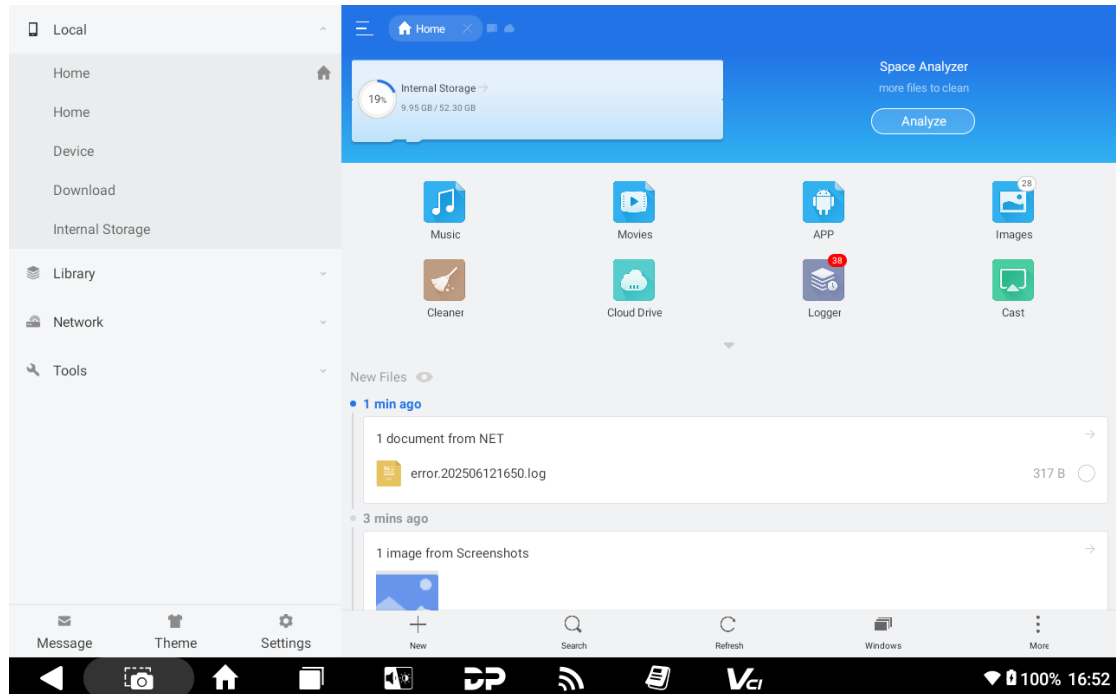 Local
Home
Home
Device
Download
Internal Storage
Library
Network
Tools
Message
Theme
Settings
Home
19%
Internal Storage
9.95 GB / 52.30 GB
Space Analyzer
more files to clean
Analyze
Music
Movies
APP
28
Images
Cleaner
Cloud Drive
38
Logger
Cast
New Files
1 min ago
1 document from NET
error.202506121650.log 317 B
3 mins ago
1 image from Screenshots
New
Search
Refresh
Windows
More
DP
VCI
100% 16:52